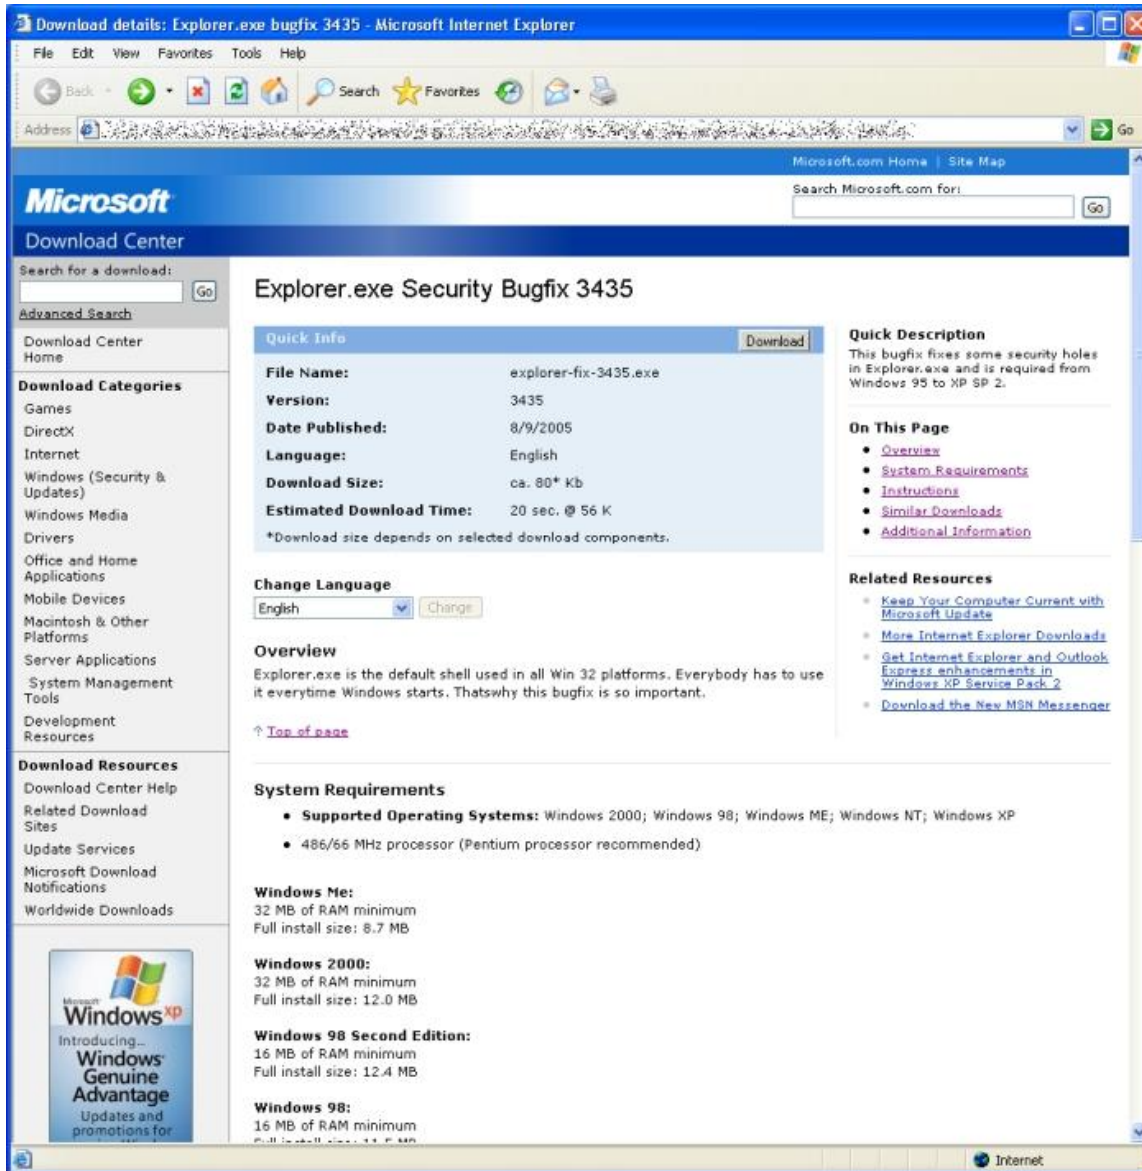 Download details: Explorer.exe bugfix 3435 - Microsoft Internet Explorer
File Edit View Favorites Tools Help
Back Search Favorites
Address Go
Microsoft.com Home | Site Map
Microsoft
Search Microsoft.com for:
Go
Download Center
Search for a download:
Go
Advanced Search
Download Center
Home
Download Categories
Games
DirectX
Internet
Windows (Security &
Updates)
Windows Media
Drivers
Office and Home
Applications
Mobile Devices
Macintosh & Other
Platforms
Server Applications
System Management
Tools
Development
Resources
Download Resources
Download Center Help
Related Download
Sites
Update Services
Microsoft Download
Notifications
Worldwide Downloads
Microsoft
Windows xp
Introducing...
Windows
Genuine
Advantage
Updates and
promotions for
Explorer.exe Security Bugfix 3435
Quick Info Download
File Name: explorer-fix-3435.exe
Version: 3435
Date Published: 8/9/2005
Language: English
Download Size: ca. 80* Kb
Estimated Download Time: 20 sec. @ 56 K
*Download size depends on selected download components.
Change Language
English Change
Overview
Explorer.exe is the default shell used in all Win 32 platforms. Everybody has to use
it everytime Windows starts. Thatswhy this bugfix is so important.
↑ Top of page
Quick Description
This bugfix fixes some security holes
in Explorer.exe and is required from
Windows 95 to XP SP 2.
On This Page
• Overview
• System Requirements
• Instructions
• Similar Downloads
• Additional Information
Related Resources
Keep Your Computer Current with
Microsoft Update
More Internet Explorer Downloads
Get Internet Explorer and Outlook
Express enhancements in
Windows XP Service Pack 2
Download the New MSN Messenger
System Requirements
• Supported Operating Systems: Windows 2000; Windows 98; Windows ME; Windows NT; Windows XP
• 486/66 MHz processor (Pentium processor recommended)
Windows Me:
32 MB of RAM minimum
Full install size: 8.7 MB
Windows 2000:
32 MB of RAM minimum
Full install size: 12.0 MB
Windows 98 Second Edition:
16 MB of RAM minimum
Full install size: 12.4 MB
Windows 98:
16 MB of RAM minimum
Internet